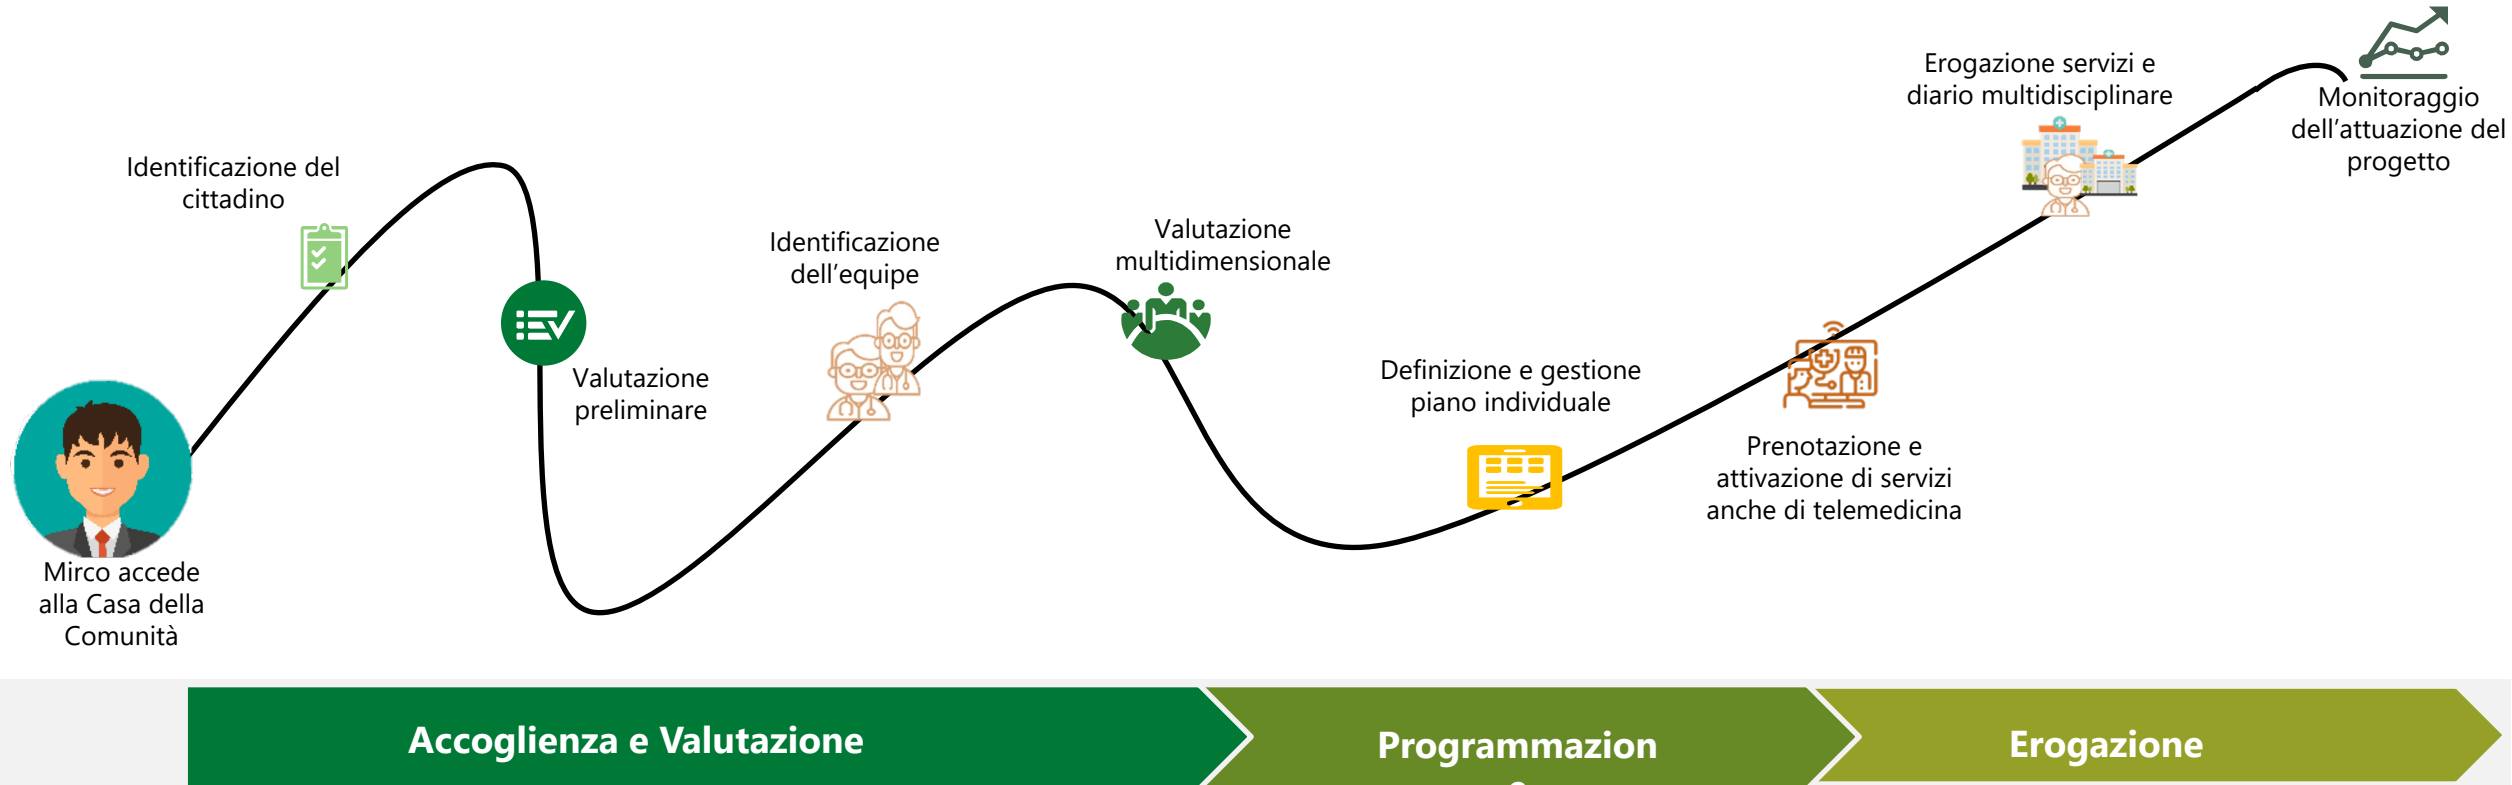 Identificazione del
cittadino
Valutazione
preliminare
Identificazione
dell'equipe
Valutazione
multidimensionale
Definizione e gestione
piano individuale
Prenotazione e
attivazione di servizi
anche di telemedicina
Erogazione servizi e
diario multidisciplinare
Monitoraggio
dell'attuazione del
progetto
Mirco accede
alla Casa della
Comunità
Accoglienza e Valutazione
Programmazion
Erogazione